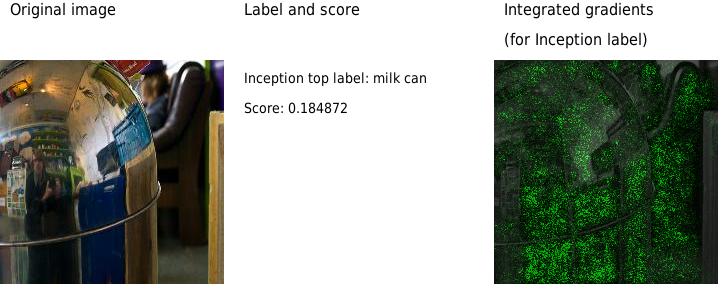 Original image
Label and score
Integrated gradients
(for Inception label)
Inception top label: milk can
Score: 0.184872